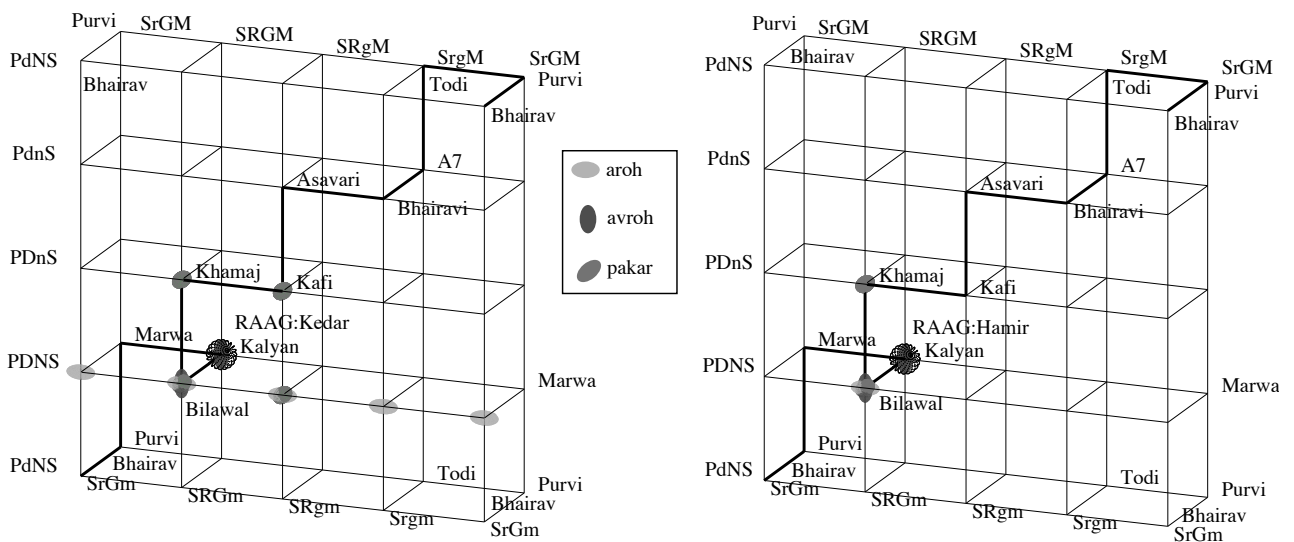 Purvi
SrGM
SRGM
SRgM
SrgM
SrGM
PdNS
Bhairav
Todi
Purvi
Bhairav
PdnS
Asavari
A7
Bhairavi
PDnS
Khamaj
Kafi
RAAG:Kedar
Marwa
Kalyan
PDNS
Marwa
Bilawal
PdNS
Purvi
Bhairav
Todi
Purvi
SrGm
SRGm
SRgm
Srgm
Bhairav
SrGm
aroh
avroh
pakar
Purvi
SrGM
SRGM
SRgM
SrgM
SrGM
PdNS
Bhairav
Todi
Purvi
Bhairav
PdnS
Asavari
A7
Bhairavi
PDnS
Khamaj
Kafi
RAAG:Hamir
Marwa
Kalyan
PDNS
Marwa
Bilawal
PdNS
Purvi
Bhairav
Todi
Purvi
SrGm
SRGm
SRgm
Srgm
Bhairav
SrGm